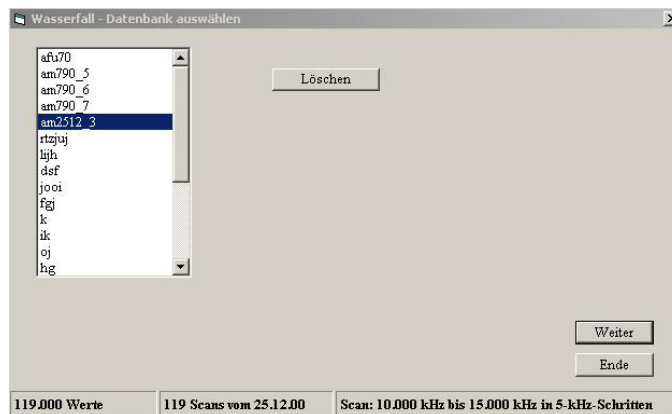 Wasserfall - Datenbank auswählen
afu70
am790_5
am790_6
am790_7
am2512_3
rtzjuj
lijh
dsf
jooi
fgj
k
ik
oj
hg
Löschen
Weiter
Ende
119.000 Werte
119 Scans vom 25.12.00
Scan: 10.000 kHz bis 15.000 kHz in 5-kHz-Schritten